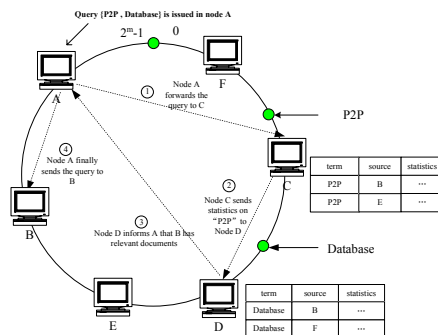 Query {P2P , Database} is issued in node A
2^m-1
0
F
A
1
Node A
forwards the
query to C
P2P
C
4
Node A finally
sends the query to
B
2
Node C sends
statistics on
“P2P” to
Node D
term source statistics
P2P B ···
P2P E ···
B
3
Node D informs A that B has
relevant documents
Database
E
D
term source statistics
Database B ···
Database F ···